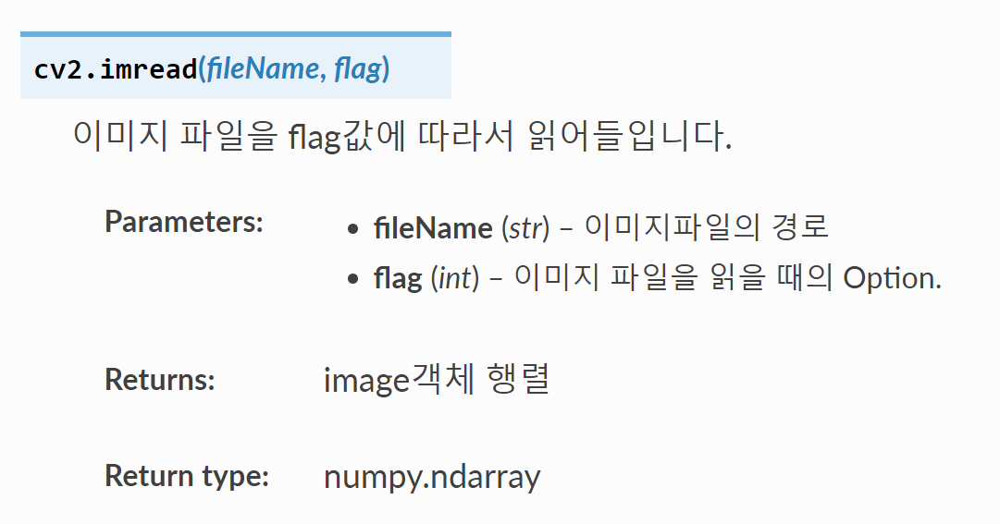 cv2.imread(fileName, flag)
이미지 파일을 flag값에 따라서 읽어들입니다.
Parameters:
• fileName (str) – 이미지파일의 경로
• flag (int) – 이미지 파일을 읽을 때의 Option.
Returns: image객체 행렬
Return type: numpy.ndarray